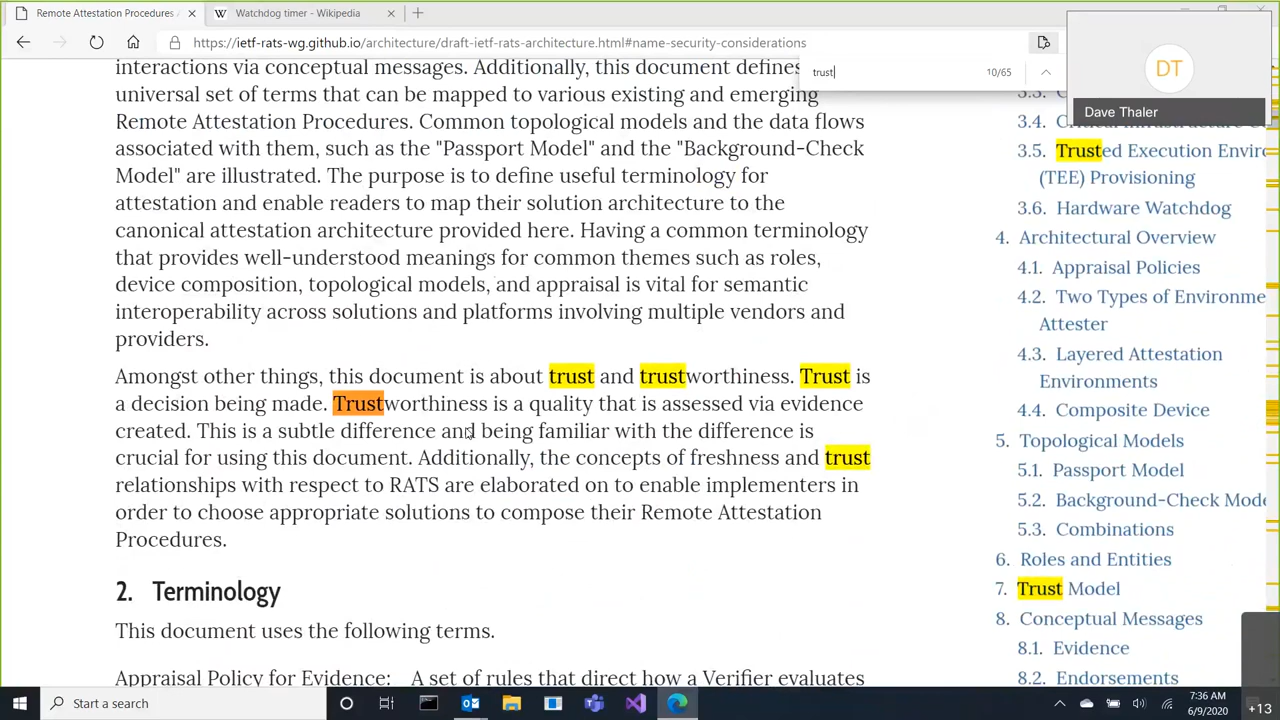 Remote Attestation Procedures
Watchdog timer - Wikipedia
https://ietf-rats-wg.github.io/architecture/draft-ietf-rats-architecture.html#name-security-considerations
trust
10/65
DT
Dave Thaler
interactions via conceptual messages. Additionally, this document defines
universal set of terms that can be mapped to various existing and emerging
Remote Attestation Procedures. Common topological models and the data flows
associated with them, such as the "Passport Model" and the "Background-Check
Model" are illustrated. The purpose is to define useful terminology for
attestation and enable readers to map their solution architecture to the
canonical attestation architecture provided here. Having a common terminology
that provides well-understood meanings for common themes such as roles,
device composition, topological models, and appraisal is vital for semantic
interoperability across solutions and platforms involving multiple vendors and
providers.
Amongst other things, this document is about trust and trustworthiness. Trust is
a decision being made. Trustworthiness is a quality that is assessed via evidence
created. This is a subtle difference and being familiar with the difference is
crucial for using this document. Additionally, the concepts of freshness and trust
relationships with respect to RATS are elaborated on to enable implementers in
order to choose appropriate solutions to compose their Remote Attestation
Procedures.
2. Terminology
This document uses the following terms.
Appraisal Policy for Evidence: A set of rules that direct how a Verifier evaluates
3.4.
3.5. Trusted Execution Enviro
(TEE) Provisioning
3.6. Hardware Watchdog
4. Architectural Overview
4.1. Appraisal Policies
4.2. Two Types of Environme
Attester
4.3. Layered Attestation
Environments
4.4. Composite Device
5. Topological Models
5.1. Passport Model
5.2. Background-Check Mode
5.3. Combinations
6. Roles and Entities
7. Trust Model
8. Conceptual Messages
8.1. Evidence
8.2. Endorsements
Start a search
7:36 AM
6/9/2020
+13